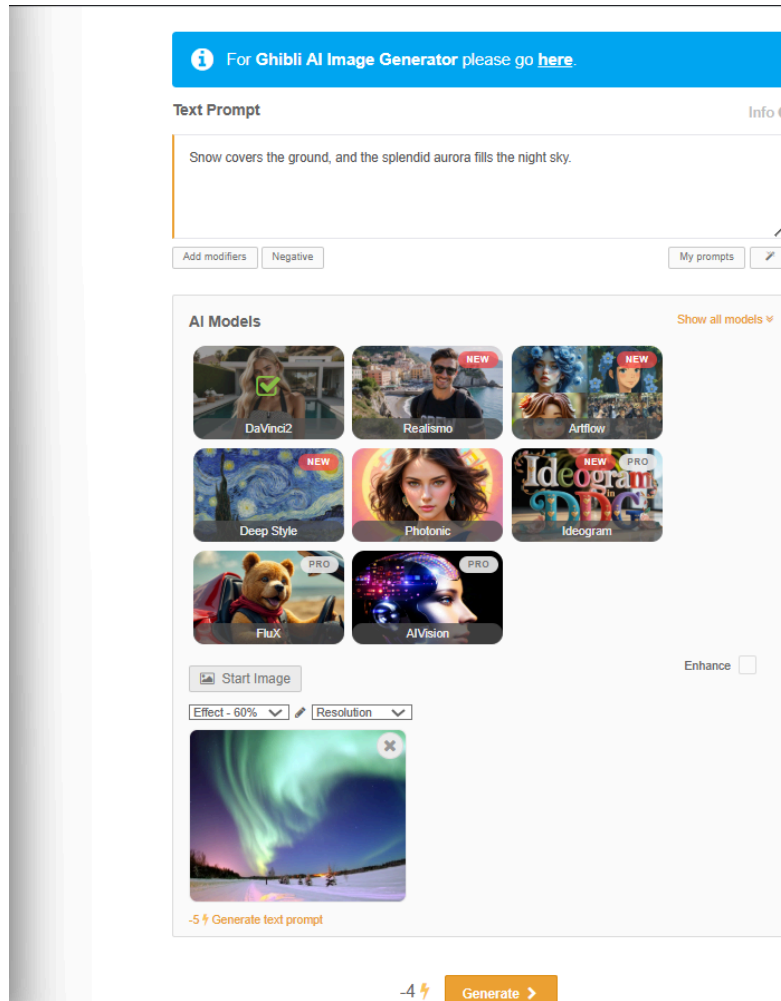 For Ghibli AI Image Generator please go here.
Text Prompt
Info
Snow covers the ground, and the splendid aurora fills the night sky.
Add modifiers Negative My prompts
AI Models
Show all models
DaVinci2
NEW
Realismo
NEW
Artflow
NEW
Deep Style
Photonic
NEW PRO
Ideogram
in
Ideogram
PRO
FluX
PRO
AIVision
Start Image
Enhance
Effect - 60% Resolution
-5 Generate text prompt
-4 Generate